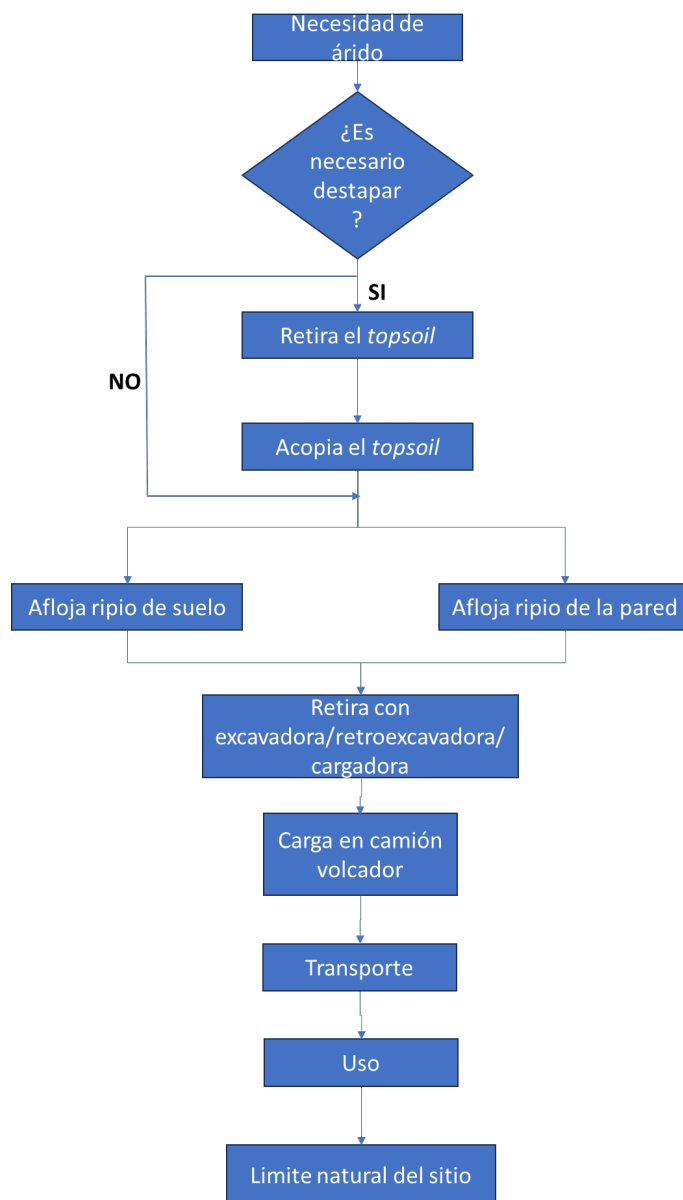 Necesidad de
árido
¿Es
necesario
destapar
?
SI
Retira el topsoil
NO
Acopia el topsoil
Afloja ripio de suelo
Afloja ripio de la pared
Retira con
excavadora/retroexcavadora/
cargadora
Carga en camión
volcador
Transporte
Uso
Limite natural del sitio